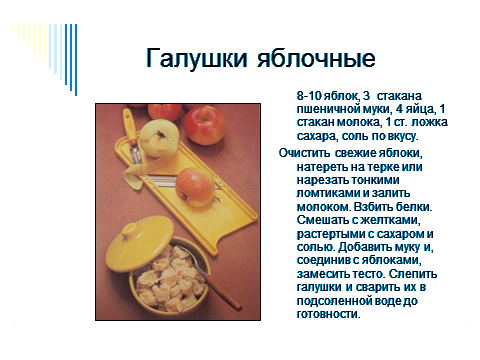 Галушки яблочные
8-10 яблок, 3 стакана
пшеничной муки, 4 яйца, 1
стакан молока, 1 ст. ложка
сахара, соль по вкусу.
Очистить свежие яблоки,
натереть на терке или
нарезать тонкими
ломтиками и залить
молоком. Взбить белки.
Смешать с желтками,
растертыми с сахаром и
солью. Добавить муку и,
соединив с яблоками,
замесить тесто. Слепить
галушки и сварить их в
подсоленной воде до
готовности.